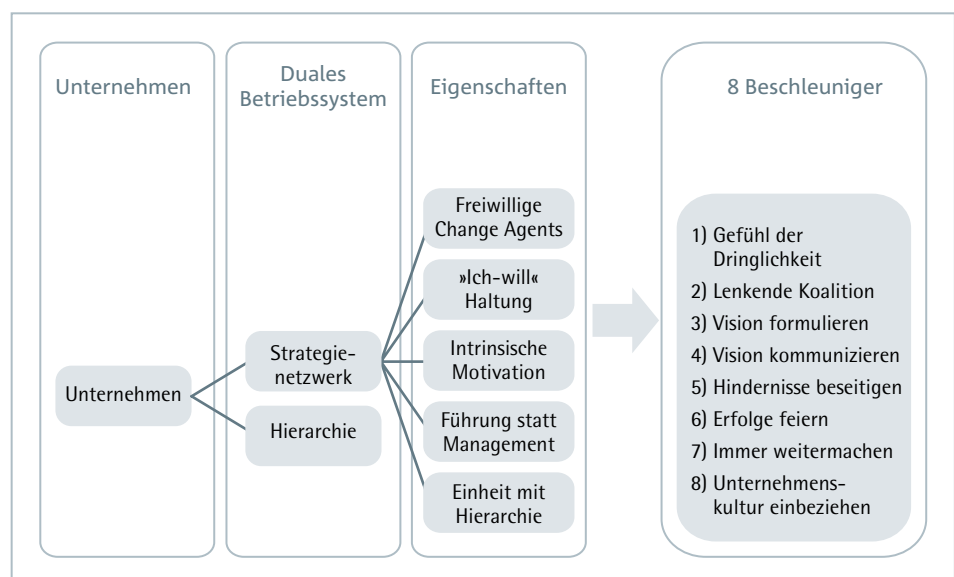 Unternehmen
Duales
Betriebssystem
Eigenschaften
8 Beschleuniger
Unternehmen
Strategie-
netzwerk
Hierarchie
Freiwillige
Change Agents
»Ich-will«
Haltung
Intrinsische
Motivation
Führung statt
Management
Einheit mit
Hierarchie
1) Gefühl der
Dringlichkeit
2) Lenkende Koalition
3) Vision formulieren
4) Vision kommunizieren
5) Hindernisse beseitigen
6) Erfolge feiern
7) Immer weitermachen
8) Unternehmens-
kultur einbeziehen